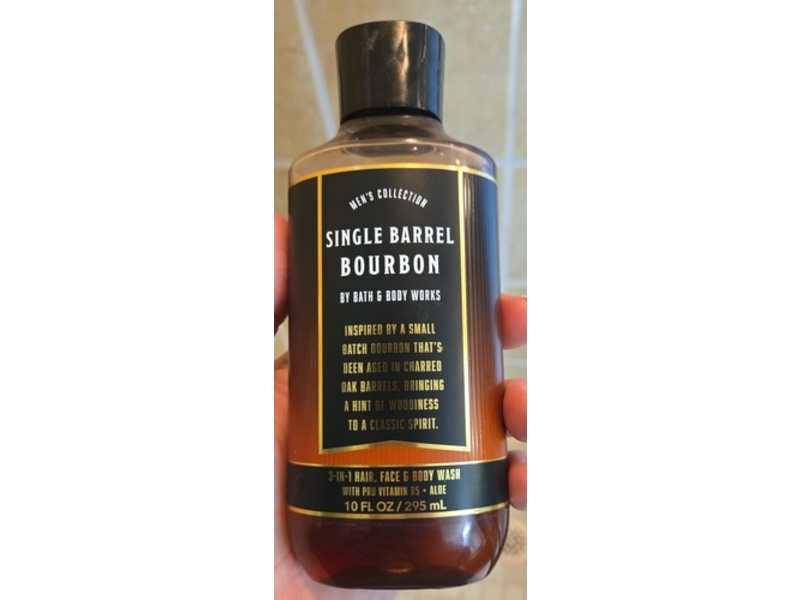 MEN'S COLLECTION
SINGLE BARREL
BOURBON
BY BATH & BODY WORKS
INSPIRED BY A SMALL
BATCH BOURBON THAT'S
BEEN AGED IN CHARRED
OAK BARRELS, BRINGING
A HINT OF WOODINESS
TO A CLASSIC SPIRIT.
3-IN-1 HAIR, FACE & BODY WASH
WITH PRO VITAMIN B5 + ALOE
10 FL OZ / 295 mL